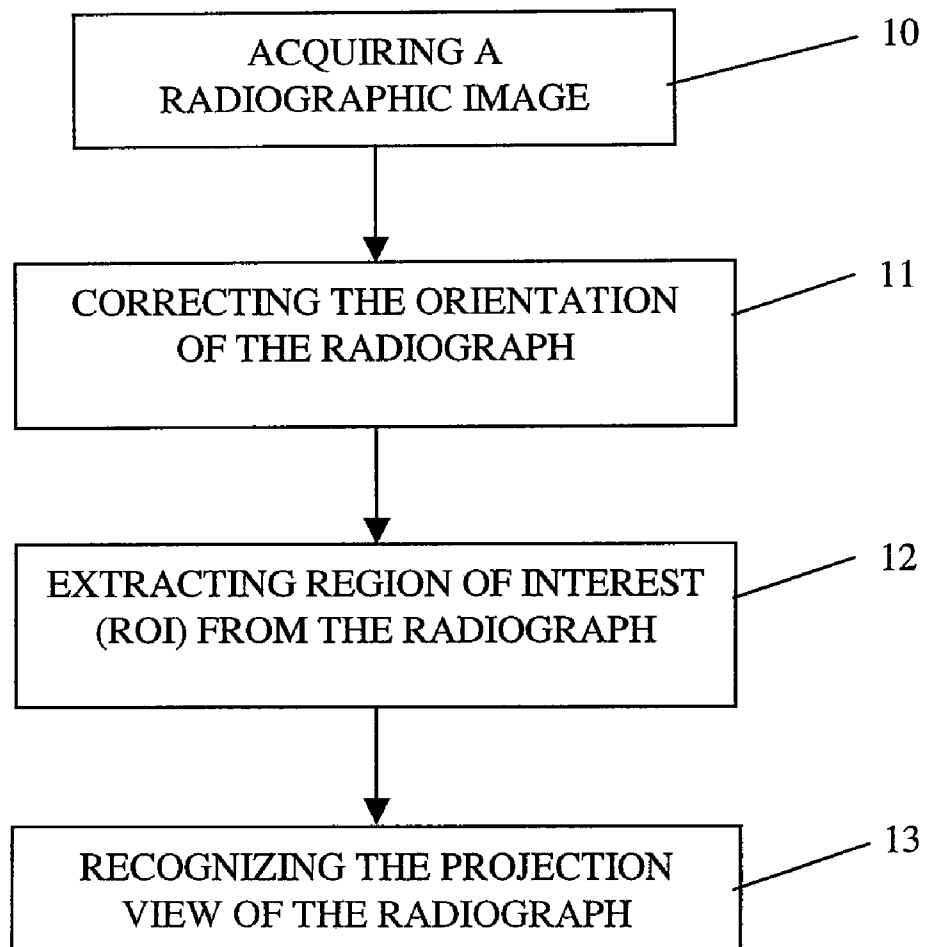 10
ACQUIRING A
RADIOGRAPHIC IMAGE
11
CORRECTING THE ORIENTATION
OF THE RADIOGRAPH
12
EXTRACTING REGION OF INTEREST
(ROI) FROM THE RADIOGRAPH
13
RECOGNIZING THE PROJECTION
VIEW OF THE RADIOGRAPH